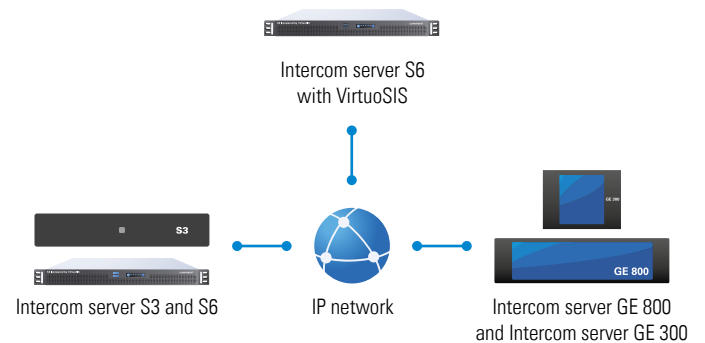 Intercom server S6
with VirtuoSIS
S3
GE 300
GE 800
Intercom server S3 and S6
IP network
Intercom server GE 800
and Intercom server GE 300